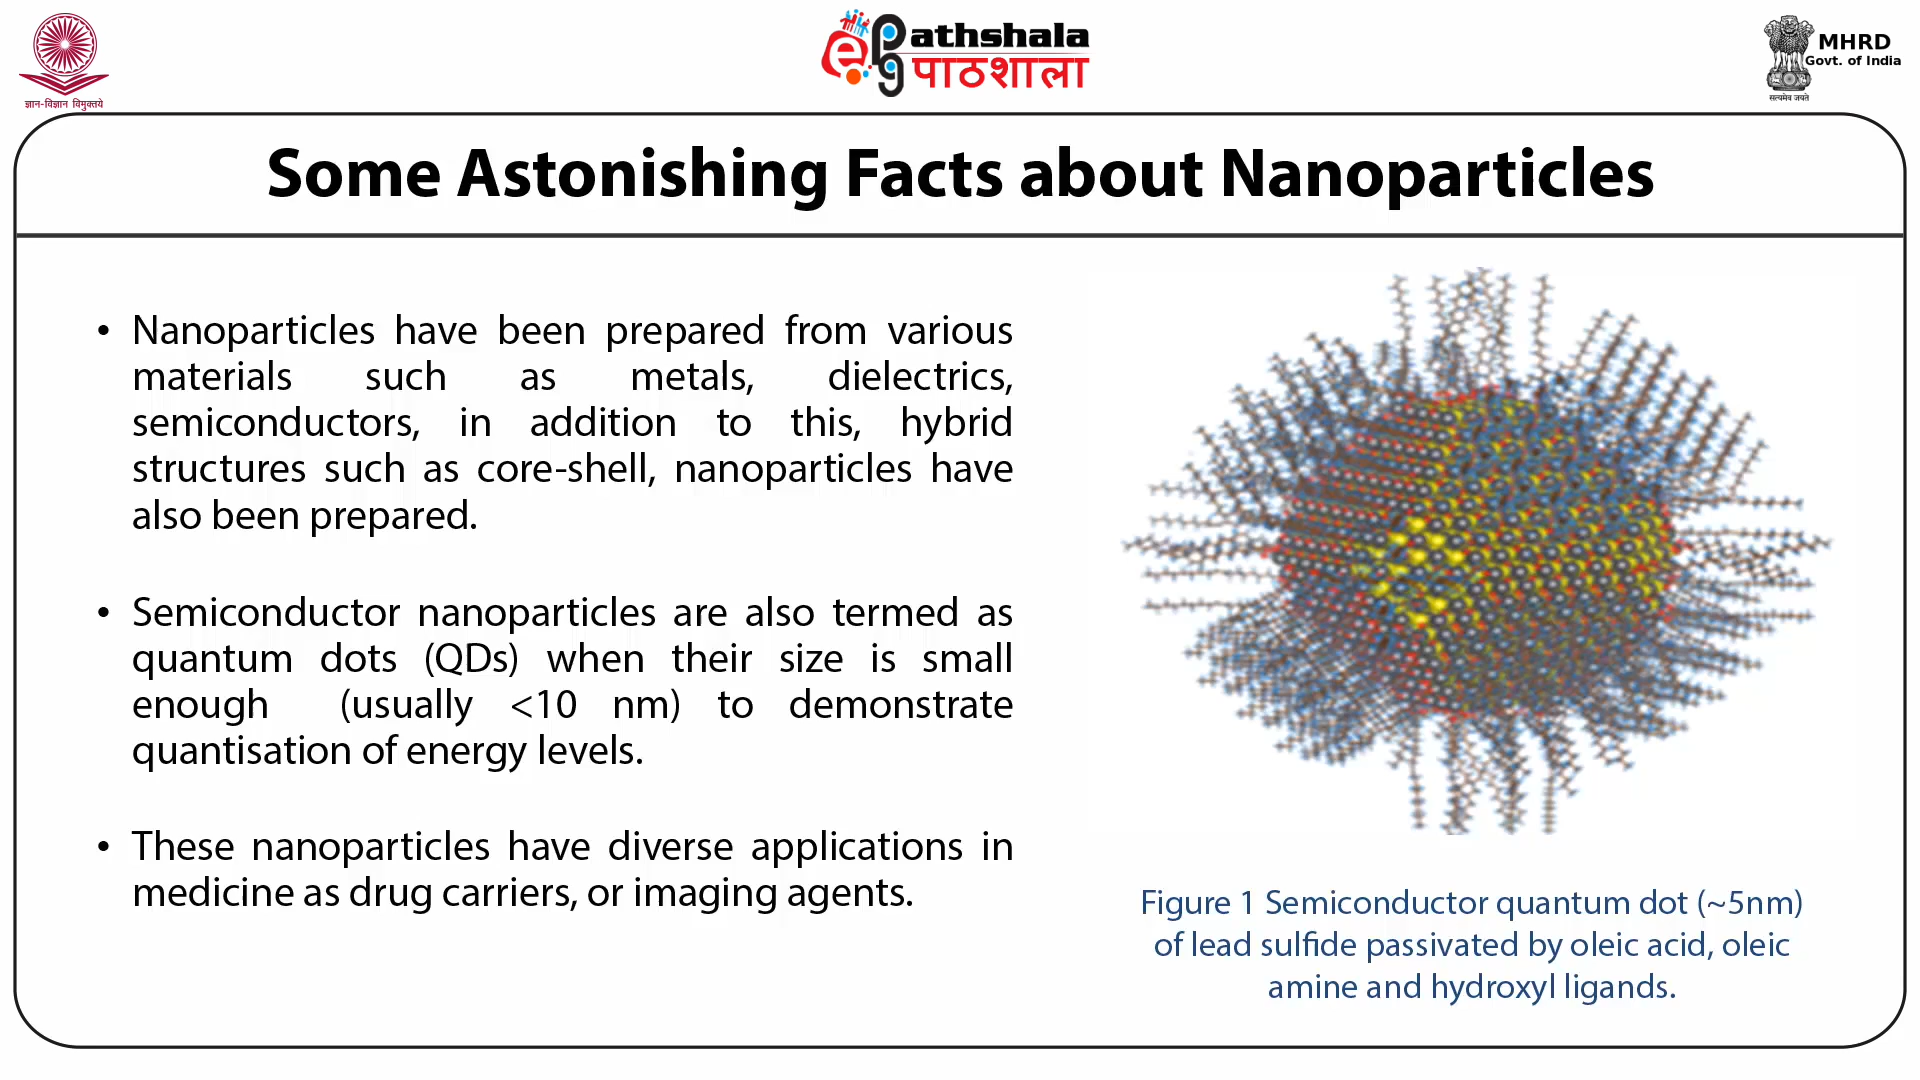 ज्ञान-विज्ञान विमुक्तये
ePathshala
पाठशाला
MHRD
Govt. of India
सत्यमेव जयते
Some Astonishing Facts about Nanoparticles
• Nanoparticles have been prepared from various
materials such as metals, dielectrics,
semiconductors, in addition to this, hybrid
structures such as core-shell, nanoparticles have
also been prepared.
• Semiconductor nanoparticles are also termed as
quantum dots (QDs) when their size is small
enough (usually <10 nm) to demonstrate
quantisation of energy levels.
• These nanoparticles have diverse applications in
medicine as drug carriers, or imaging agents.
Figure 1 Semiconductor quantum dot (~5nm)
of lead sulfide passivated by oleic acid, oleic
amine and hydroxyl ligands.